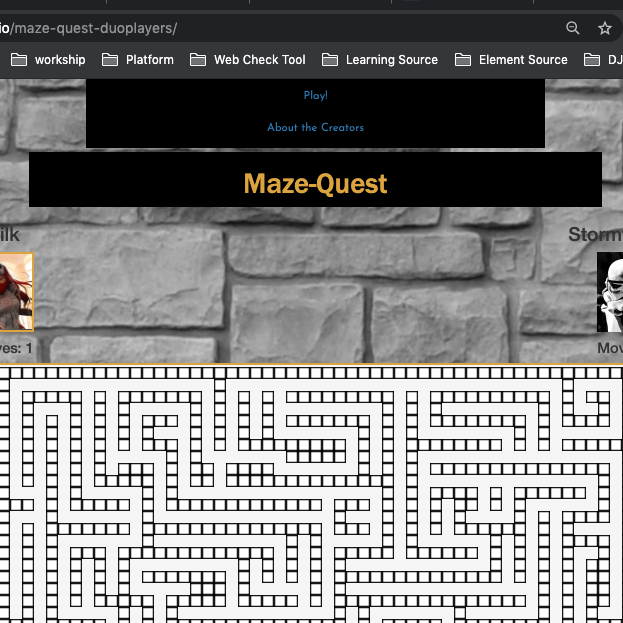 io/maze-quest-duoplayers/
workship Platform Web Check Tool Learning Source Element Source DJ
Play!
About the Creators
Maze-Quest
ilk Storm
ves: 1 Mov